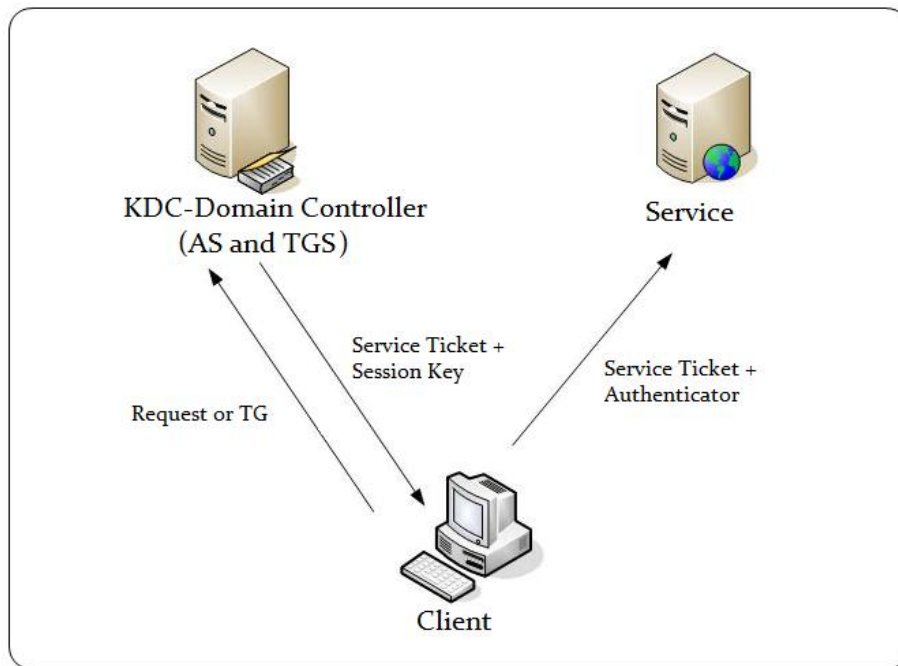 KDC-Domain Controller
(AS and TGS)
Service
Service Ticket +
Session Key
Service Ticket +
Authenticator
Request or TG
Client